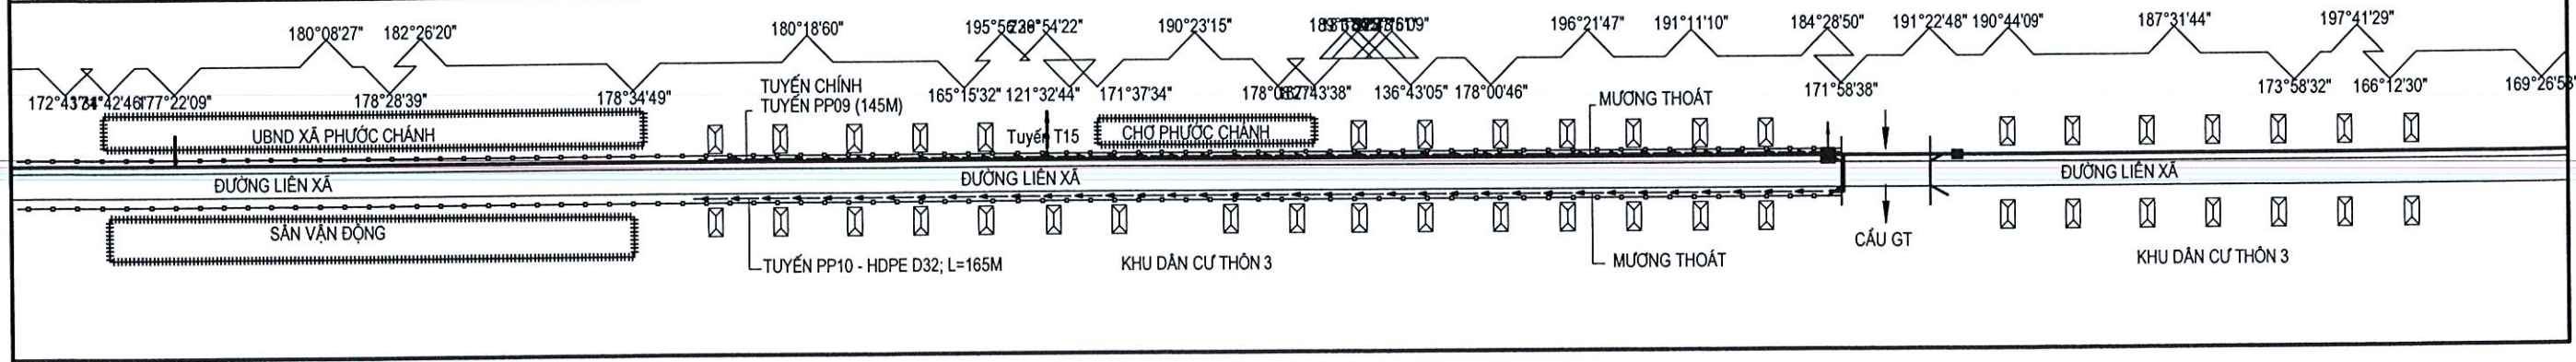 180°08'27" 182°26'20" 180°18'60" 190°23'15" 196°21'47" 191°11'10" 184°28'50" 191°22'48" 190°44'09" 187°31'44" 197°41'29"
177°22'09" 178°28'39" 178°34'49" 165°15'32" 121°32'44" 171°37'34" 136°43'05" 178°00'46" 171°58'38" 173°58'32" 166°12'30"
TUYẾN CHÍNH
TUYẾN PP09 (145M)
MƯƠNG THOÁT
UBND XÃ PHƯỚC CHÁNH
Tuyến T15
CHỢ PHƯỚC CHÁNH
ĐƯỜNG LIÊN XÃ
ĐƯỜNG LIÊN XÃ
ĐƯỜNG LIÊN XÃ
SÂN VẬN ĐỘNG
CẦU GT
TUYẾN PP10 - HDPE D32; L=165M
KHU DÂN CƯ THÔN 3
MƯƠNG THOÁT
KHU DÂN CƯ THÔN 3